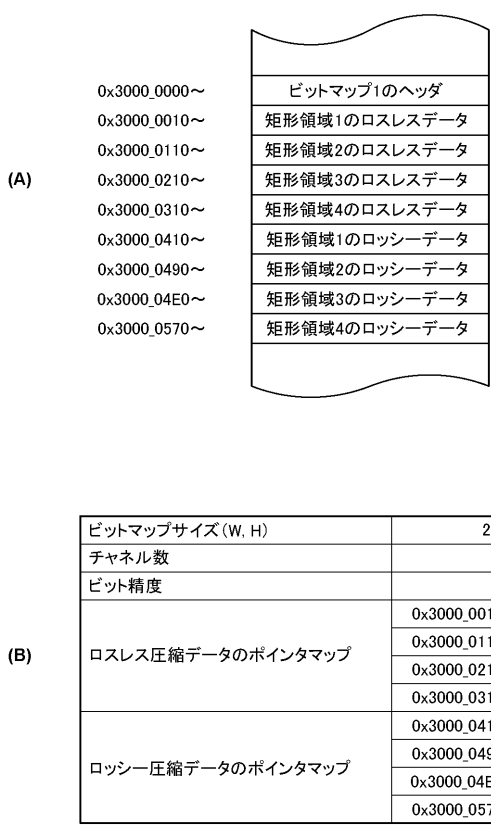 ビットマップ1のヘッダ
0x3000_0000～
矩形領域1のロスレスデータ
0x3000_0010～
矩形領域2のロスレスデータ
0x3000_0110～
(A)
矩形領域3のロスレスデータ
0x3000_0210～
矩形領域4のロスレスデータ
0x3000_0310～
矩形領域1のロッシーデータ
0x3000_0410～
矩形領域2のロッシーデータ
0x3000_0490～
矩形領域3のロッシーデータ
0x3000_04E0～
矩形領域4のロッシーデータ
0x3000_0570～
ビットマップサイズ(W, H)
2
チャネル数
ビット精度
(B)
ロスレス圧縮データのポインタマップ
0x3000_001
0x3000_011
0x3000_021
0x3000_031
ロッシー圧縮データのポインタマップ
0x3000_041
0x3000_049
0x3000_04E
0x3000_057